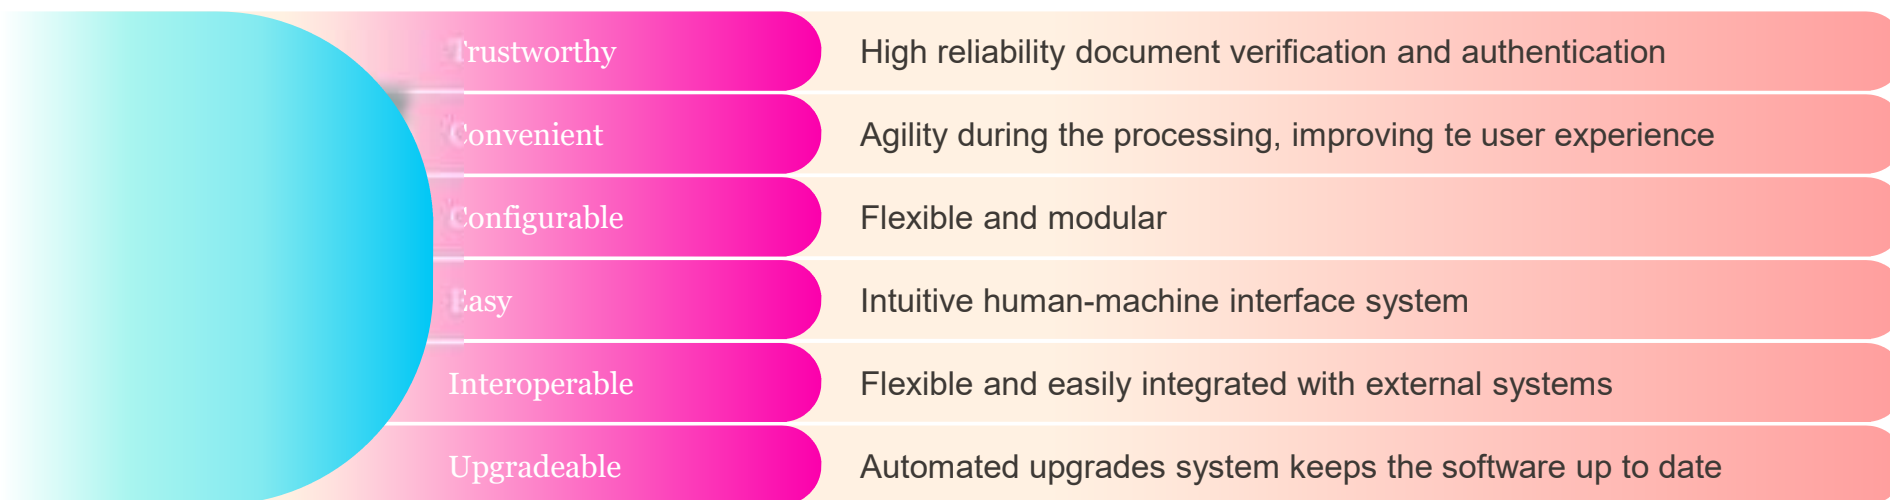 Trustworthy High reliability document verification and authentication
Convenient Agility during the processing, improving te user experience
Configurable Flexible and modular
Easy Intuitive human-machine interface system
Interoperable Flexible and easily integrated with external systems
Upgradeable Automated upgrades system keeps the software up to date